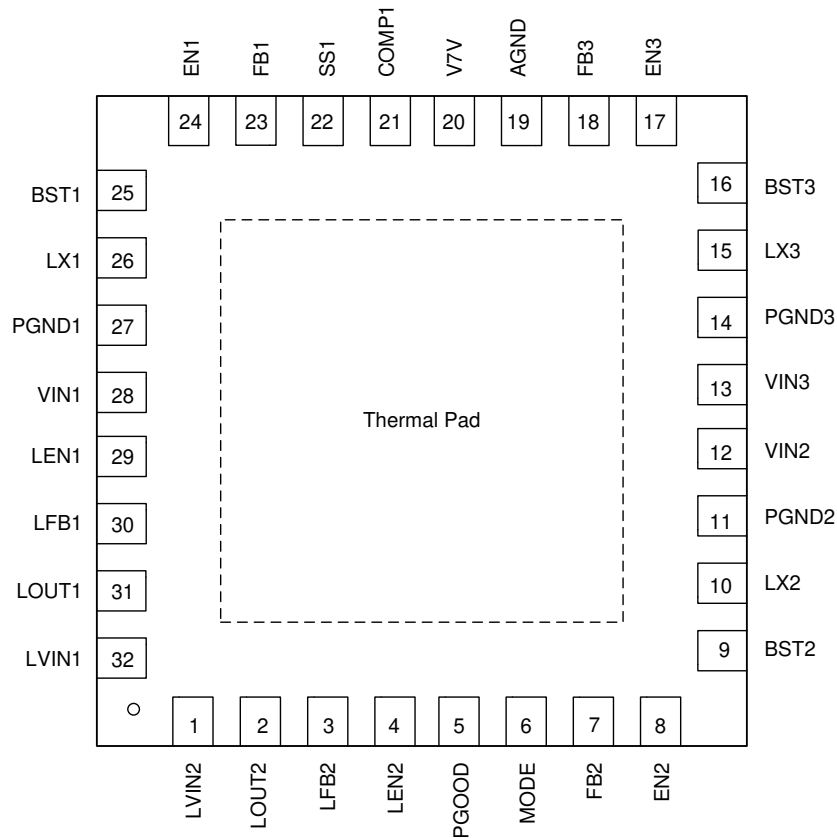 EN1 FB1 SS1 COMP1 V7V AGND FB3 EN3
24 23 22 21 20 19 18 17
BST1 25
LX1 26
PGND1 27
VIN1 28
LEN1 29
LFB1 30
LOUT1 31
LVIN1 32
Thermal Pad
16 BST3
15 LX3
14 PGND3
13 VIN3
12 VIN2
11 PGND2
10 LX2
9 BST2
1 2 3 4 5 6 7 8
LVIN2 LOUT2 LFB2 LEN2 PGOOD MODE FB2 EN2